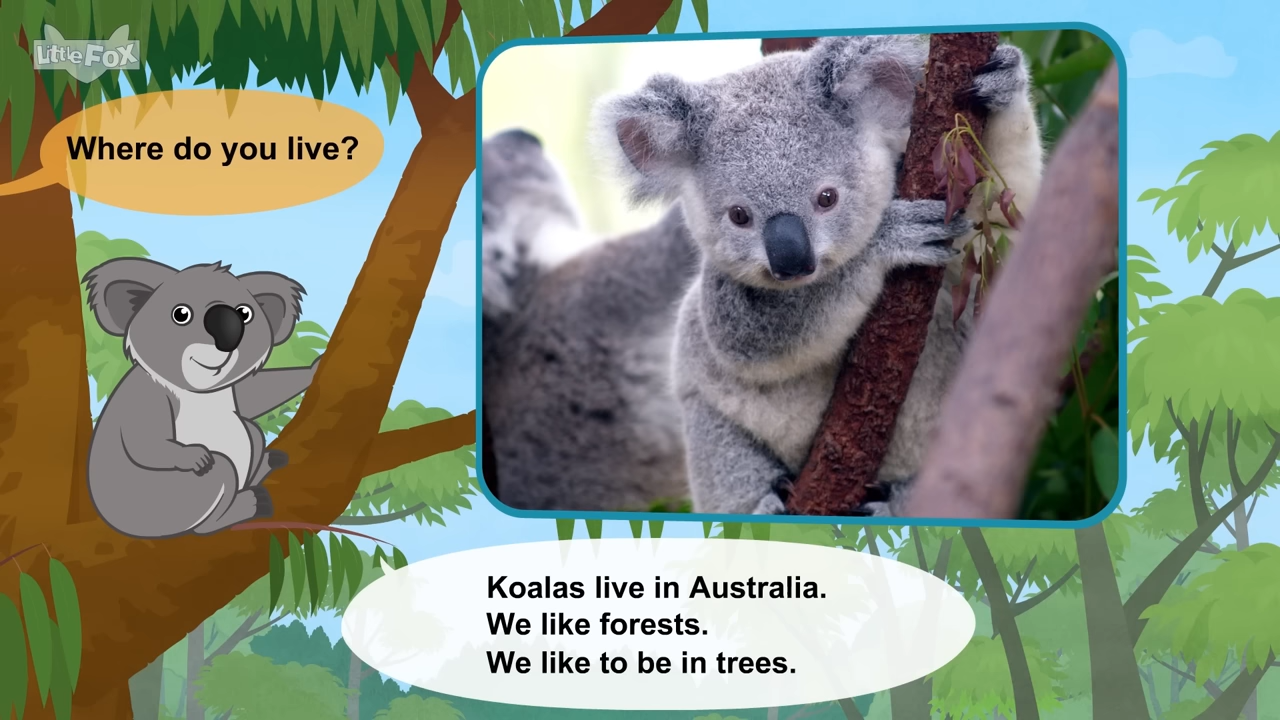 Little Fox
Where do you live?
Koalas live in Australia.
We like forests.
We like to be in trees.